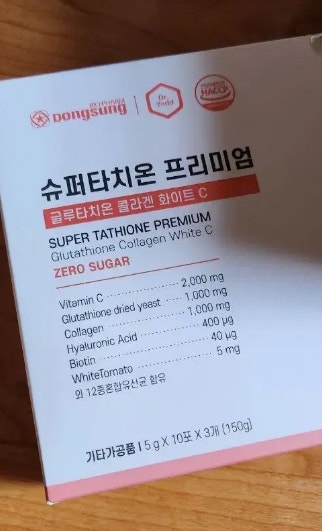 Dongsung
Dr. Todd
HACCP
슈퍼타치온 프리미엄
글루타치온 콜라겐 화이트 C
SUPER TATHIONE PREMIUM
Glutathione Collagen White C
ZERO SUGAR
Vitamin C 2,000 mg
Glutathione dried yeast 1,000 mg
Collagen 1,000 mg
Hyaluronic Acid 400 μg
Biotin 40 μg
WhiteTomato 5 mg
외 12종혼합유산균 함유
기타가공품 | 5 g X 10포 X 3개 (150g)